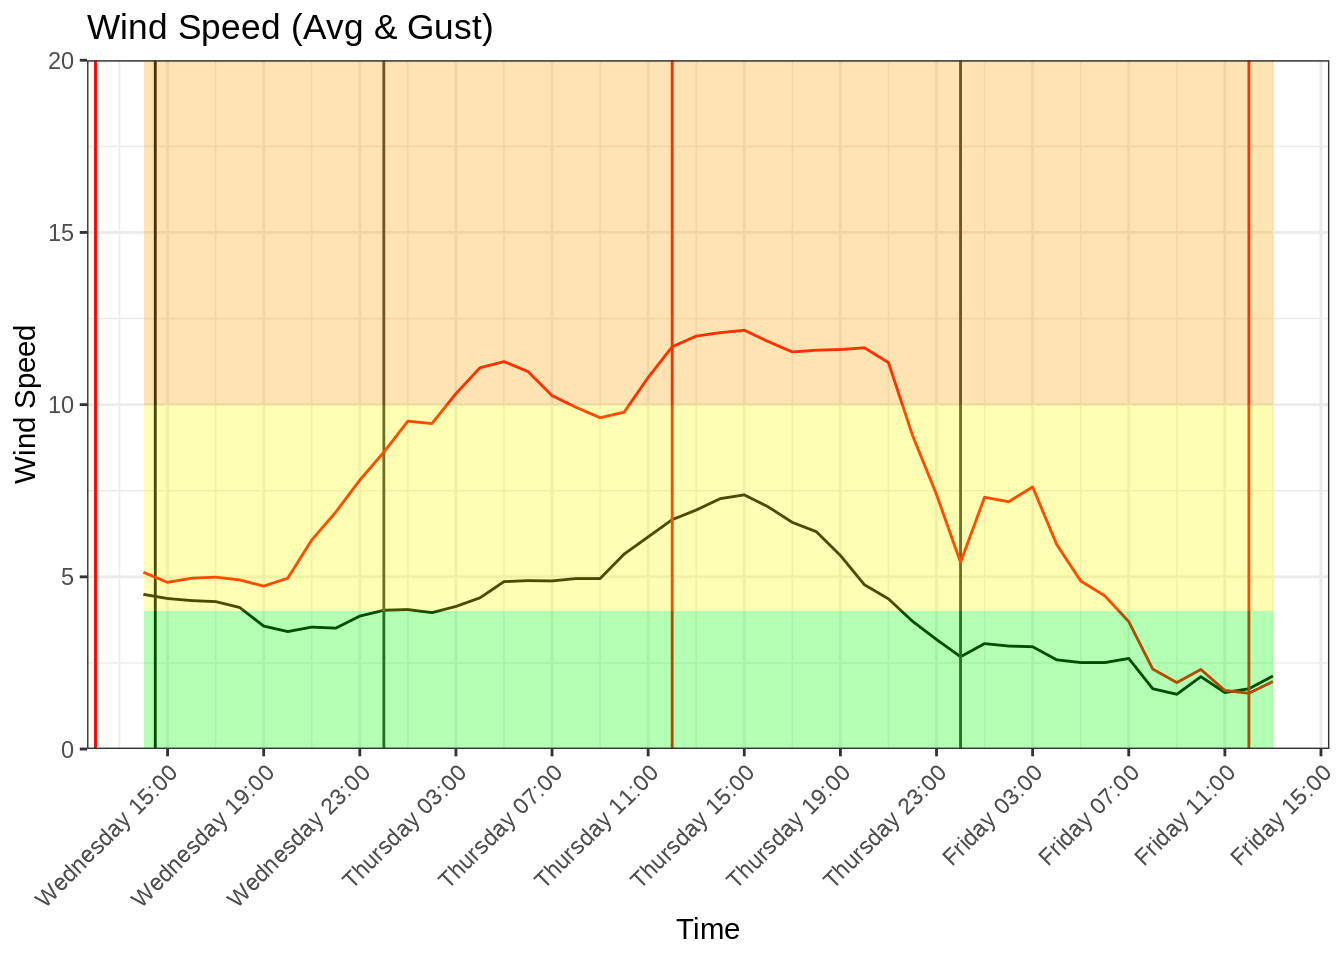 Wind Speed (Avg & Gust)
20
15
10
5
0
Wind Speed
Wednesday 15:00
Wednesday 19:00
Wednesday 23:00
Thursday 03:00
Thursday 07:00
Thursday 11:00
Thursday 15:00
Thursday 19:00
Thursday 23:00
Friday 03:00
Friday 07:00
Friday 11:00
Friday 15:00
Time